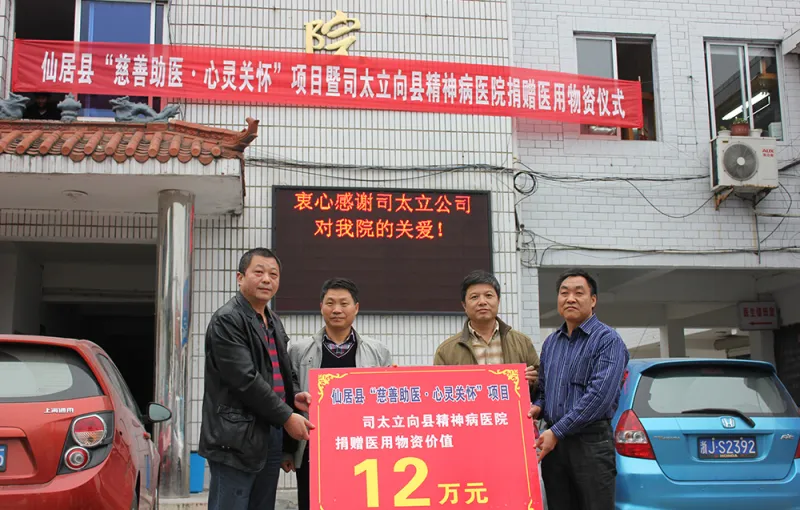 院
仙居县“慈善助医·心灵关怀”项目暨司太立向县精神病医院捐赠医用物资仪式
衷心感谢司太立公司
对我院的关爱！
仙居县“慈善助医·心灵关怀”项目
司太立向县精神病医院
捐赠医用物资价值
12万元
浙J·S2392
AUX